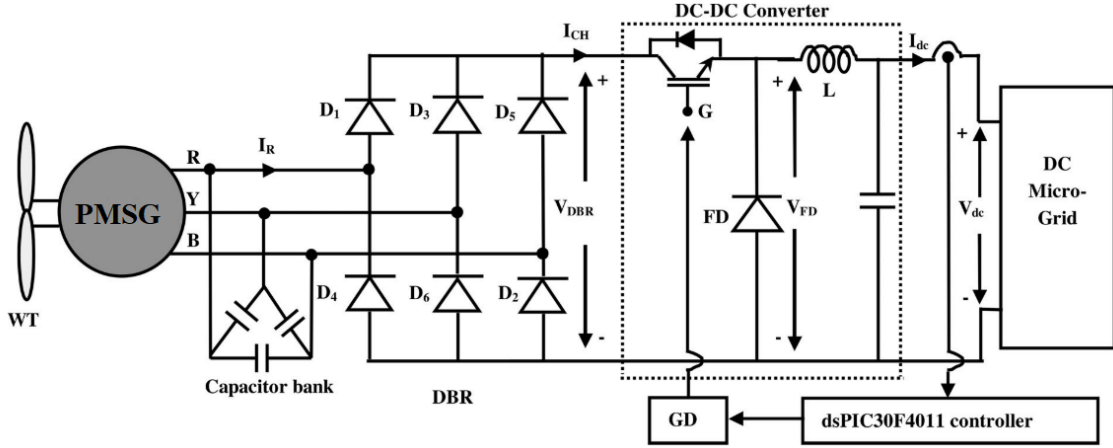 DC-DC Converter
I_CH
I_dc
+
+
L
D1
D3
D5
G
R
I_R
+
DC
Micro-
Grid
PMSG
Y
V_DBR
FD
V_FD
V_dc
B
WT
D4
D6
D2
-
-
-
Capacitor bank
DBR
GD
dsPIC30F4011 controller